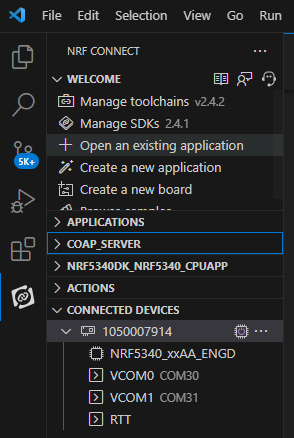 File Edit Selection View Go Run
NRF CONNECT
WELCOME
Manage toolchains v2.4.2
Manage SDKs 2.4.1
Open an existing application
Create a new application
Create a new board
Browse samples
APPLICATIONS
COAP_SERVER
NRF5340DK_NRF5340_CPUAPP
ACTIONS
CONNECTED DEVICES
1050007914
NRF5340_xxAA_ENGD
VCOM0 COM30
VCOM1 COM31
RTT
5K+